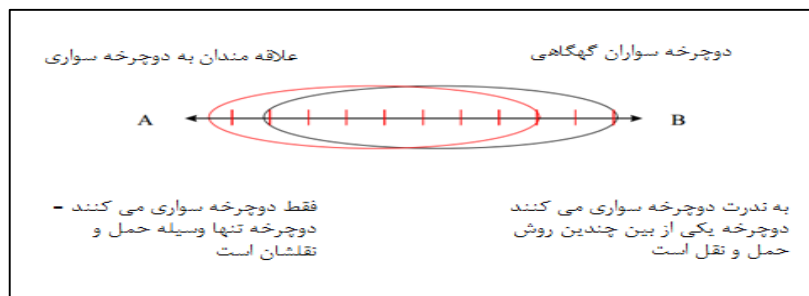 دوچرخه سواران گهگاهی
علاقه مندان به دوچرخه سواری
A
B
به ندرت دوچرخه سواری می کنند
دوچرخه یکی از بین چندین روش
حمل و نقل است
فقط دوچرخه سواری می کنند –
دوچرخه تنها وسیله حمل و
نقلشان است